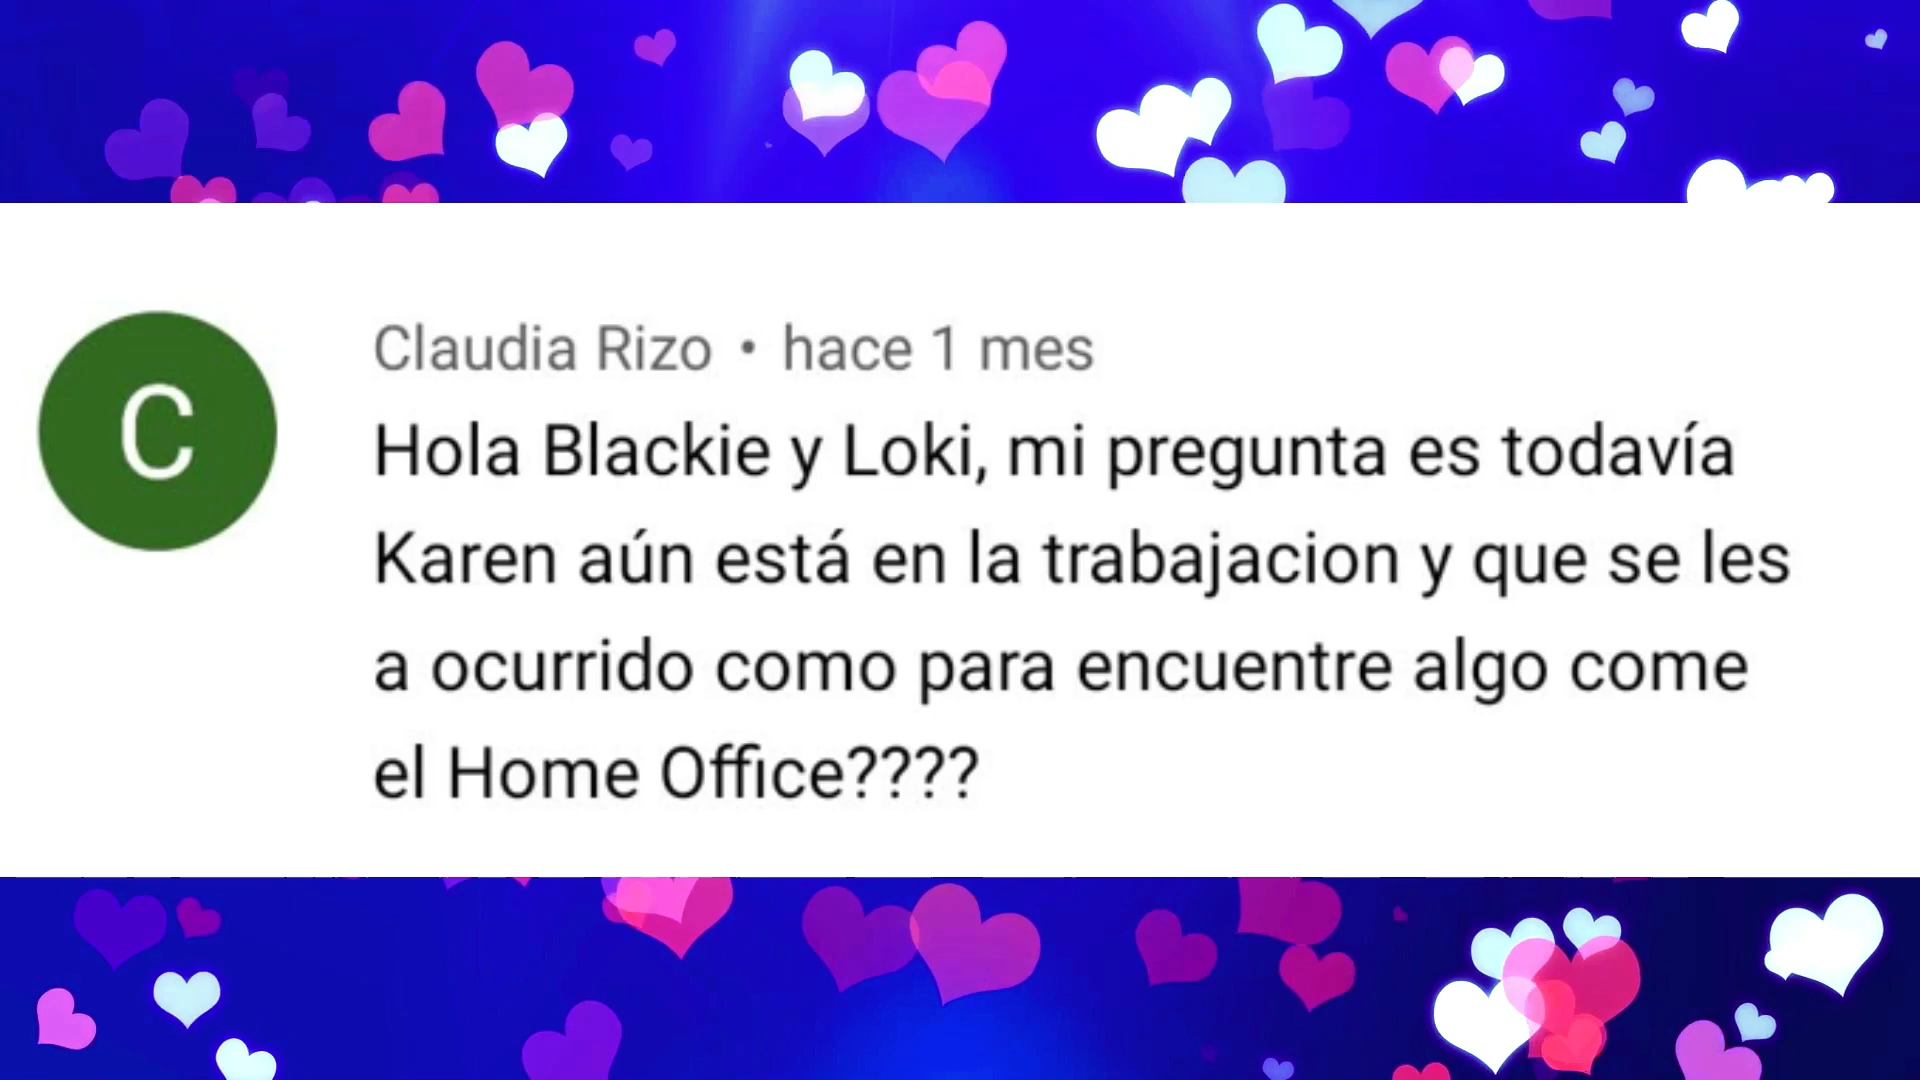 C
Claudia Rizo • hace 1 mes
Hola Blackie y Loki, mi pregunta es todavía
Karen aún está en la trabajacion y que se les
a ocurrido como para encuentre algo come
el Home Office????